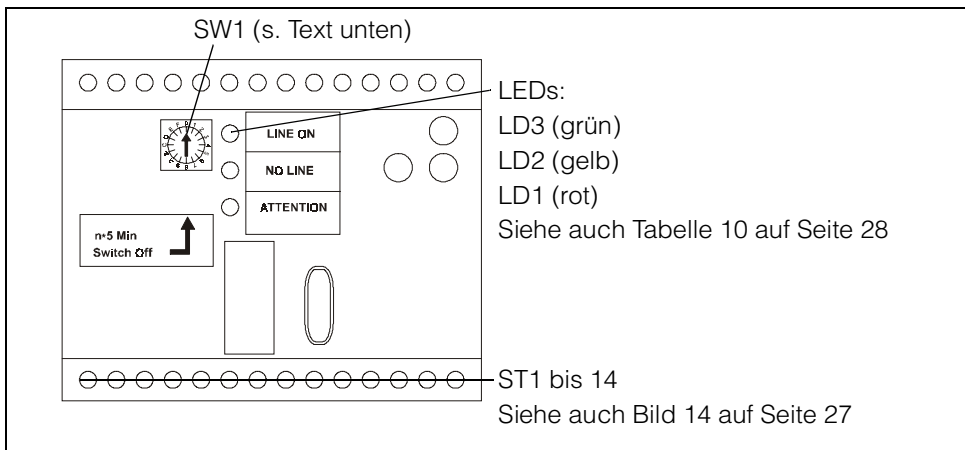 SW1 (s. Text unten)
LEDs:
LD3 (grün)
LD2 (gelb)
LD1 (rot)
Siehe auch Tabelle 10 auf Seite 28
LINE ON
NO LINE
ATTENTION
n*5 Min
Switch Off
ST1 bis 14
Siehe auch Bild 14 auf Seite 27